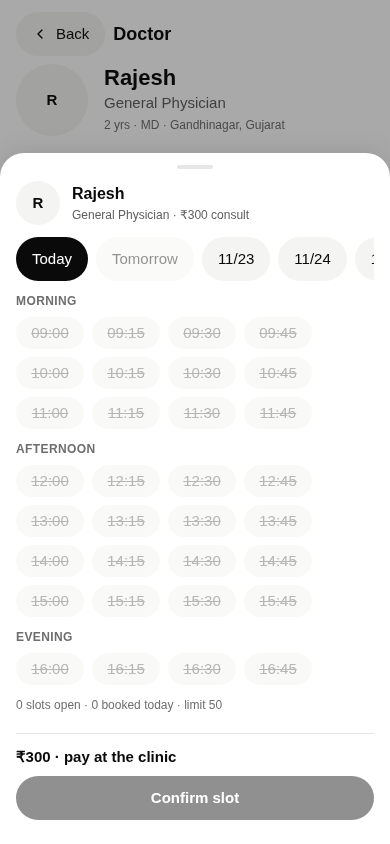 Back
Doctor
R
Rajesh
General Physician
2 yrs · MD · Gandhinagar, Gujarat
R
Rajesh
General Physician · ₹300 consult
Today Tomorrow 11/23 11/24
MORNING
09:00 09:15 09:30 09:45
10:00 10:15 10:30 10:45
11:00 11:15 11:30 11:45
AFTERNOON
12:00 12:15 12:30 12:45
13:00 13:15 13:30 13:45
14:00 14:15 14:30 14:45
15:00 15:15 15:30 15:45
EVENING
16:00 16:15 16:30 16:45
0 slots open · 0 booked today · limit 50
₹300 · pay at the clinic
Confirm slot